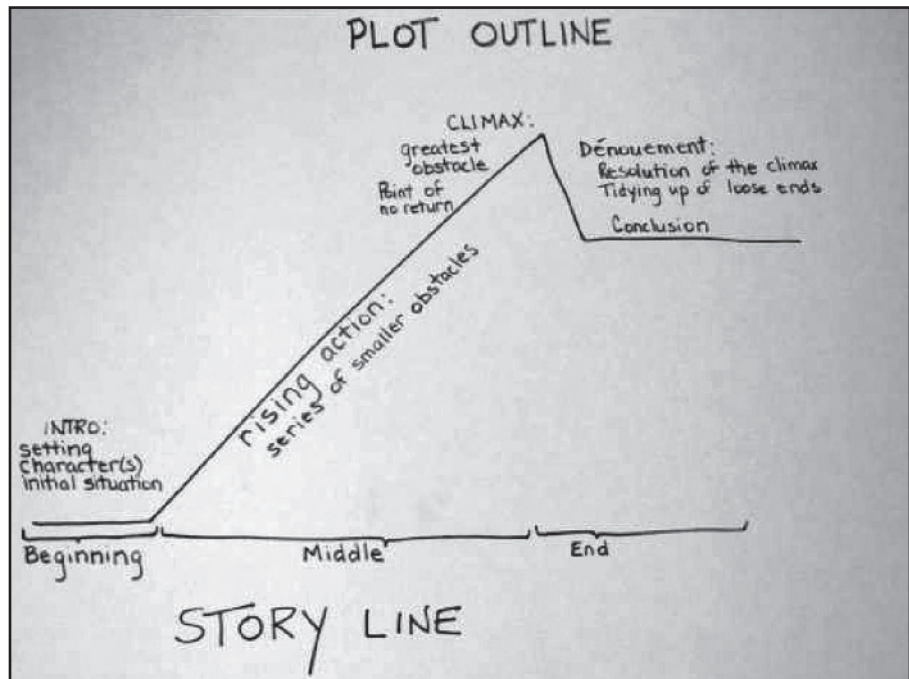 PLOT OUTLINE
CLIMAX:
greatest
obstacle
Point of
no return
Dénouement:
Resolution of the climax
Tidying up of loose ends
Conclusion
rising action:
series of smaller obstacles
INTRO:
setting
character(s)
initial situation
Beginning
Middle
End
STORY LINE